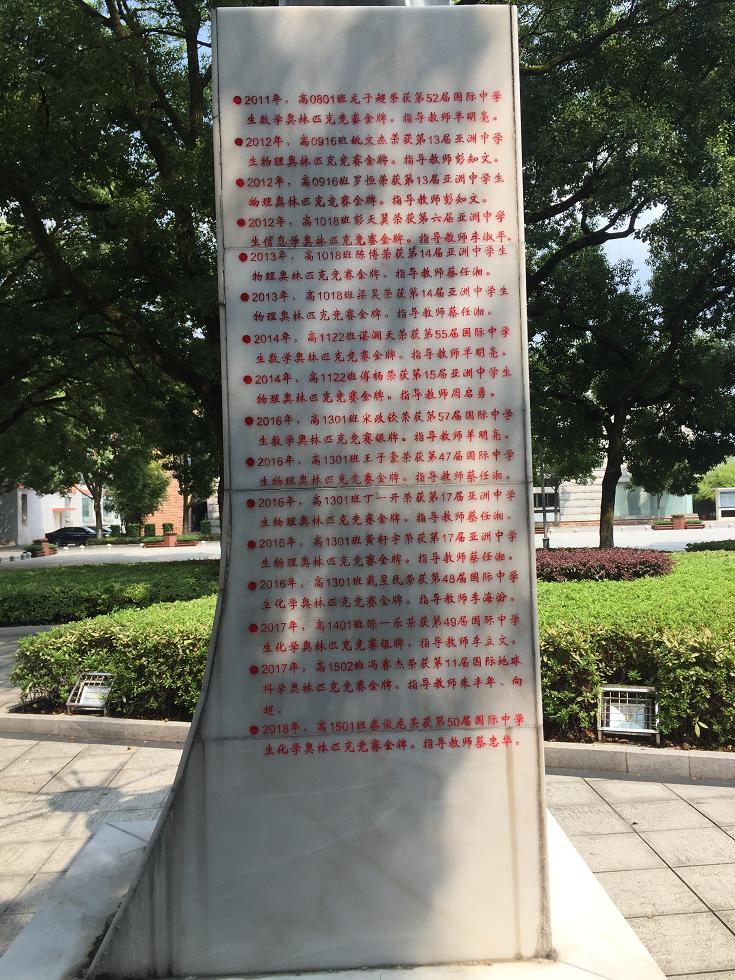 ●2011年，高0801班龙子超荣获第52届国际中学
生数学奥林匹克竞赛金牌。指导教师羊明亮。
●2012年，高0916班姚文杰荣获第13届亚洲中学
生物理奥林匹克竞赛金牌。指导教师彭知文。
●2012年，高0916班罗恒荣获第13届亚洲中学生
物理奥林匹克竞赛金牌。指导教师彭知文。
●2012年，高1018班彭天翼荣获第六届亚洲中学
生信息学奥林匹克竞赛金牌。指导教师李淑平。
●2013年，高1018班陈博荣获第14届亚洲中学生
物理奥林匹克竞赛金牌。指导教师蔡任湘。
●2013年，高1018班梁昊荣获第14届亚洲中学生
物理奥林匹克竞赛金牌。指导教师蔡任湘。
●2014年，高1122班谌澜天荣获第55届国际中学
生数学奥林匹克竞赛金牌。指导教师羊明亮。
●2014年，高1122班傅杨荣获第15届亚洲中学生
物理奥林匹克竞赛金牌。指导教师周启勇。
●2016年，高1301班宋政钦荣获第57届国际中学
生数学奥林匹克竞赛银牌。指导教师羊明亮。
●2016年，高1301班王子豪荣获第47届国际中学
生物理奥林匹克竞赛金牌。指导教师蔡任湘。
●2016年，高1301班丁一开荣获第17届亚洲中学
生物理奥林匹克竞赛金牌。指导教师蔡任湘。
●2016年，高1301班黄轩宇荣获第17届亚洲中学
生物理奥林匹克竞赛金牌。指导教师蔡任湘。
●2016年，高1301班戴昱民荣获第48届国际中学
生化学奥林匹克竞赛金牌。指导教师李海汾。
●2017年，高1401班陈一乐荣获第49届国际中学
生化学奥林匹克竞赛银牌。指导教师李立文。
●2017年，高1502班冯睿杰荣获第11届国际地球
科学奥林匹克竞赛金牌。指导教师朱丰年、向
超。
●2018年，高1501班秦俊龙荣获第50届国际中学
生化学奥林匹克竞赛金牌。指导教师蔡忠华。